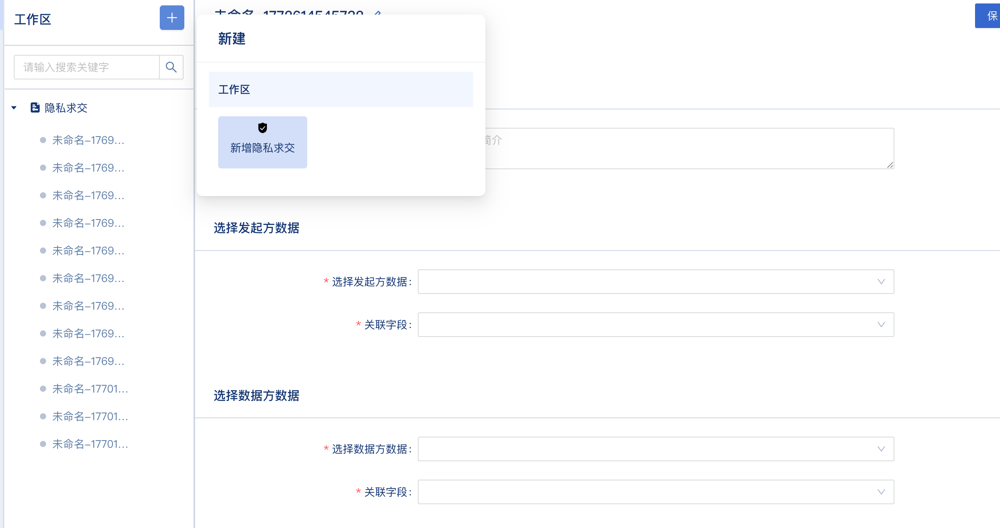 工作区
请输入搜索关键字
隐私求交
未命名-1769...
未命名-1769...
未命名-1769...
未命名-1769...
未命名-1769...
未命名-1769...
未命名-1769...
未命名-1769...
未命名-1769...
未命名-17701...
未命名-17701...
未命名-17701...
新建
工作区
新增隐私求交
保
简介
选择发起方数据
* 选择发起方数据:
* 关联字段:
选择数据方数据
* 选择数据方数据:
* 关联字段: